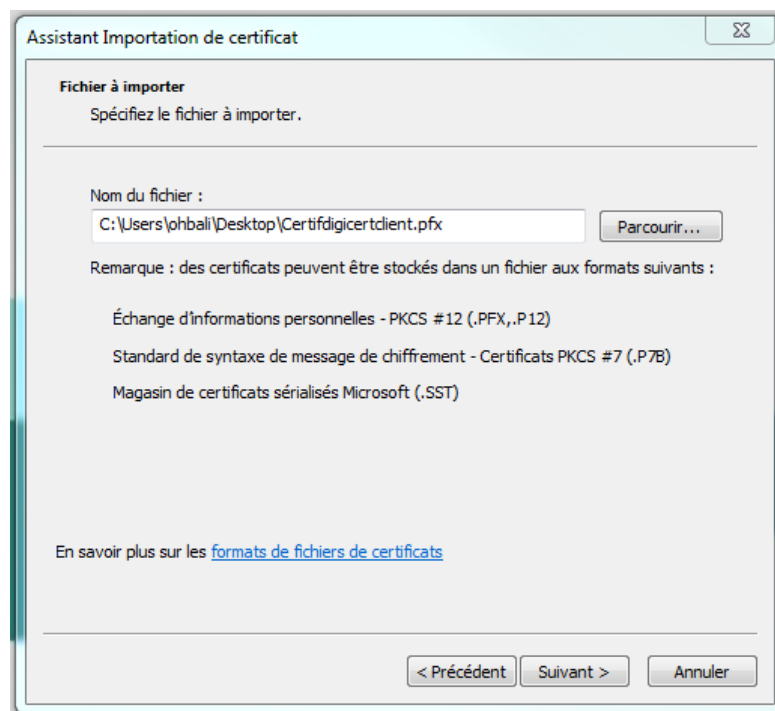 Assistant Importation de certificat
Fichier à importer
Spécifiez le fichier à importer.
Nom du fichier :
C:\Users\ohbali\Desktop\Certifdigicertclient.pfx
Parcourir...
Remarque : des certificats peuvent être stockés dans un fichier aux formats suivants :
Échange d'informations personnelles - PKCS #12 (.PFX,.P12)
Standard de syntaxe de message de chiffrement - Certificats PKCS #7 (.P7B)
Magasin de certificats sérialisés Microsoft (.SST)
En savoir plus sur les formats de fichiers de certificats
< Précédent Suivant > Annuler